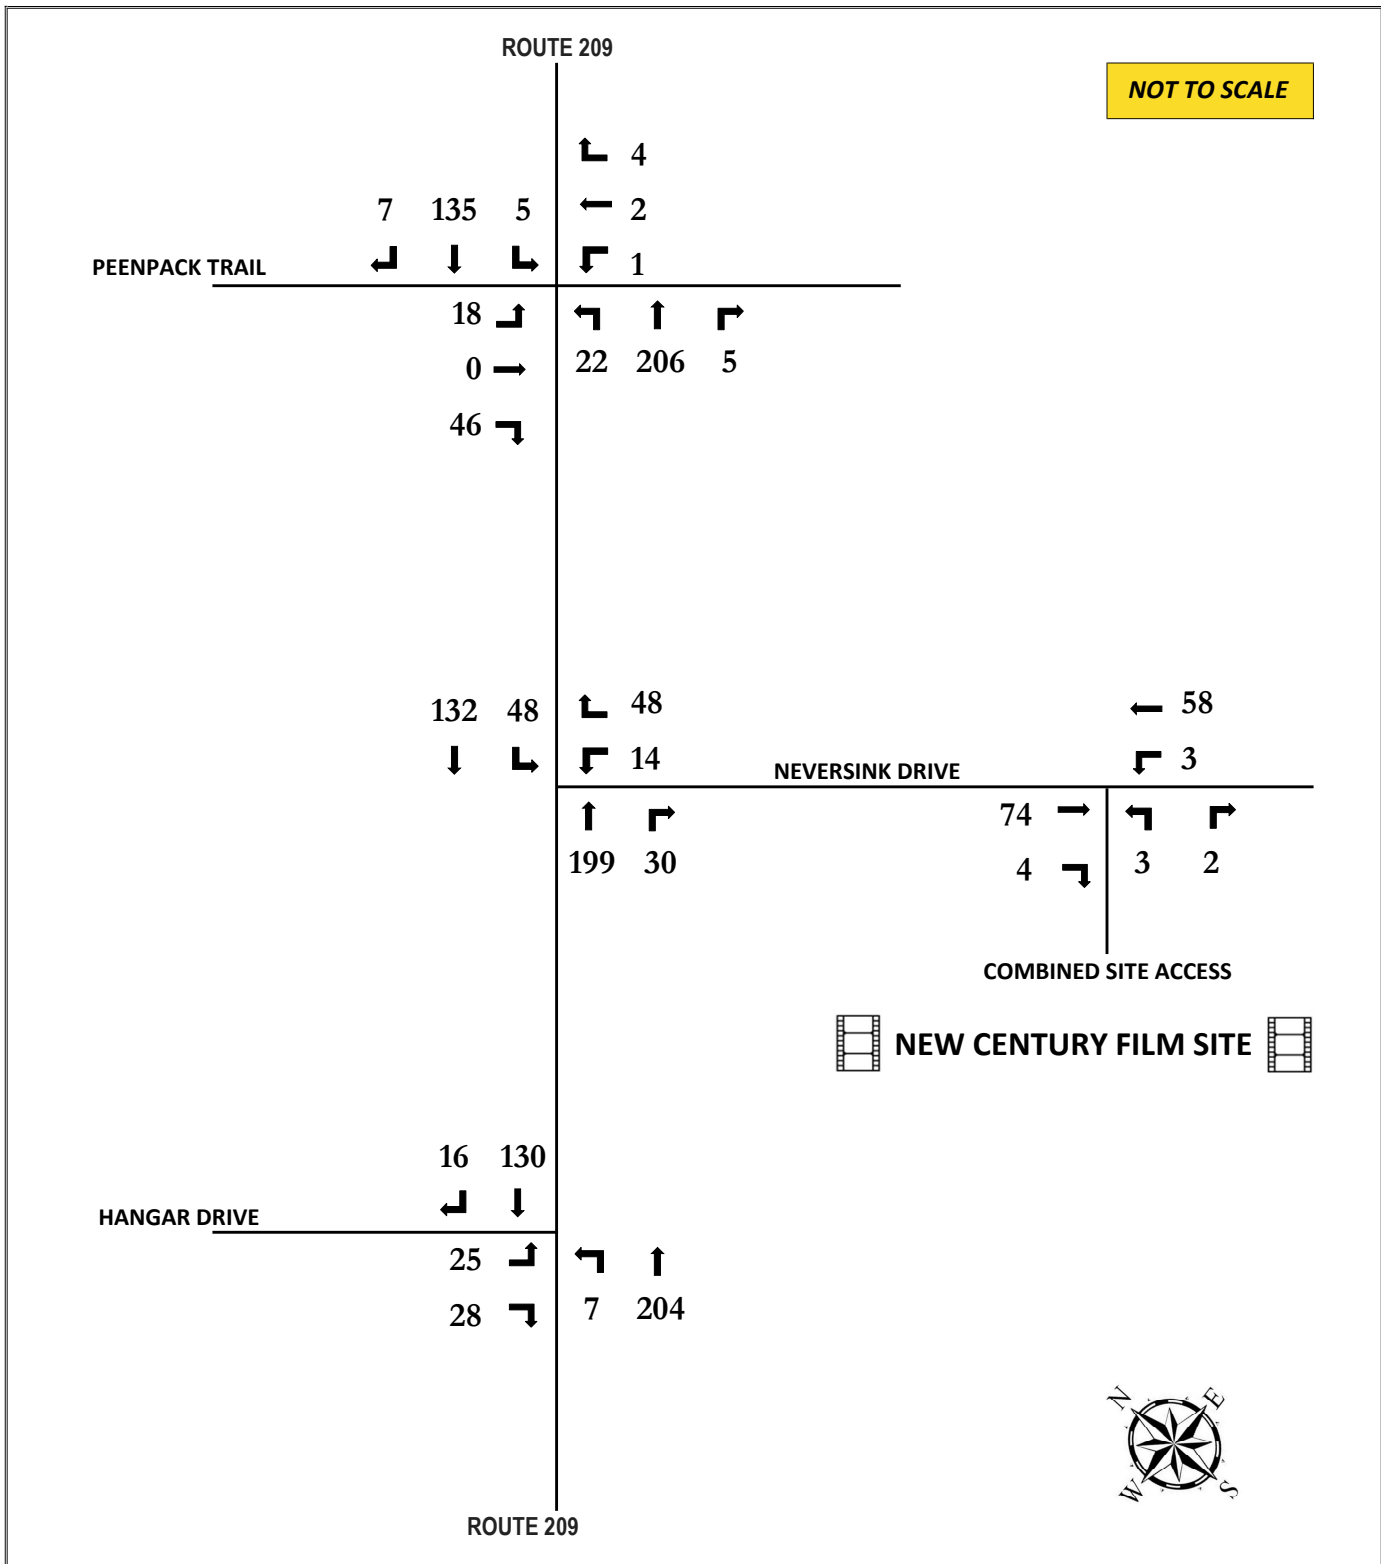 ROUTE 209
NOT TO SCALE
4
7 135 5 2
PEENPACK TRAIL 1
18
0 22 206 5
46
132 48 48 58
14 NEVERSINK DRIVE 3
74
199 30 4 3 2
COMBINED SITE ACCESS
NEW CENTURY FILM SITE
16 130
HANGAR DRIVE
25
28 7 204
N E
W S
ROUTE 209